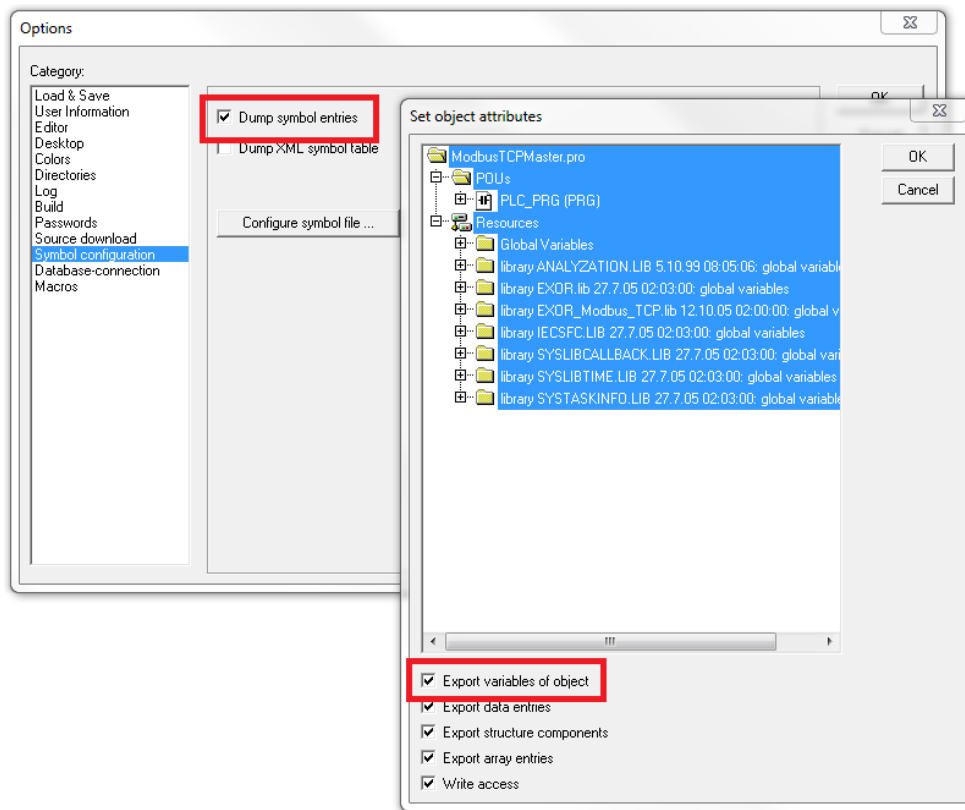 Options
Category:
Load & Save
User Information
Editor
Desktop
Colors
Directories
Log
Build
Passwords
Source download
Symbol configuration
Database-connection
Macros
Dump symbol entries
Dump XML symbol table
Configure symbol file ...
OK
Set object attributes
ModbusTCPMaster.pro
POUs
PLC_PRG (PRG)
Resources
Global Variables
library ANALYZATION.LIB 5.10.99 08:05:06: global variabl
library EXOR.lib 27.7.05 02:03:00: global variables
library EXOR_Modbus_TCP.lib 12.10.05 02:00:00: global v
library IECSFC.LIB 27.7.05 02:03:00: global variables
library SYSLIBCALLBACK.LIB 27.7.05 02:03:00: global vari
library SYSLIBTIME.LIB 27.7.05 02:03:00: global variables
library SYSTASKINFO.LIB 27.7.05 02:03:00: global variable
OK
Cancel
Export variables of object
Export data entries
Export structure components
Export array entries
Write access